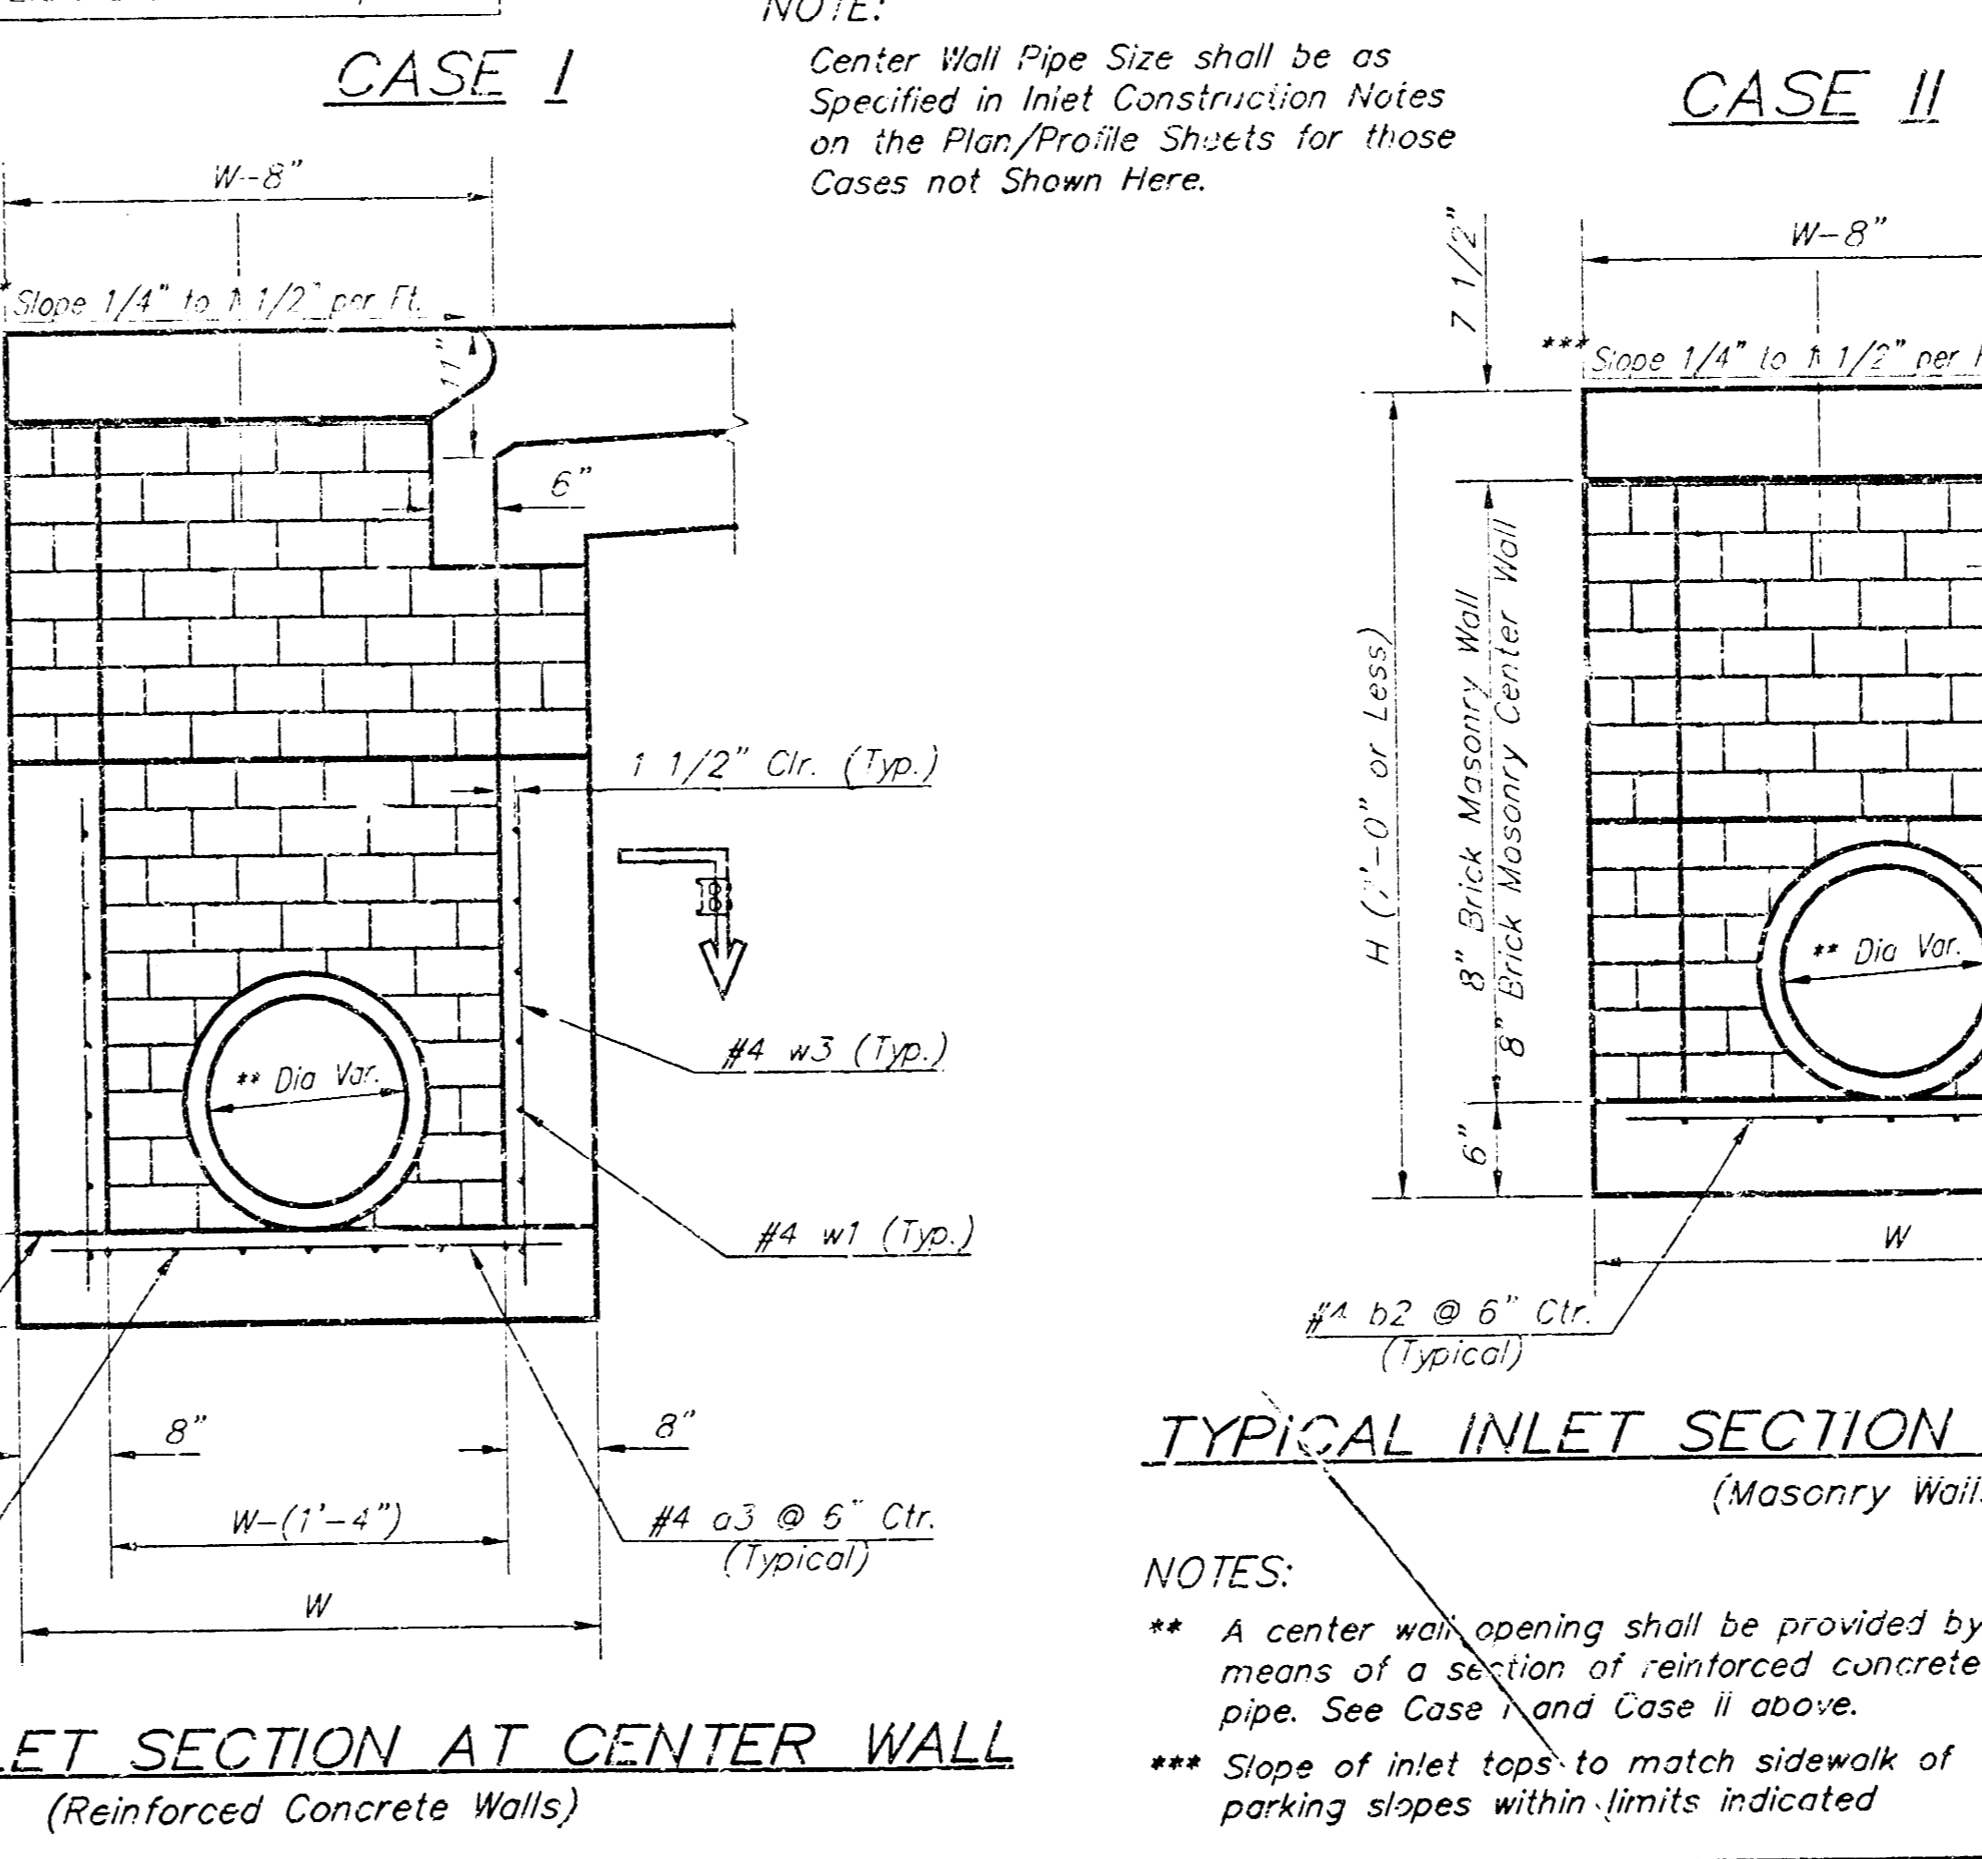 NOTE:
CASE I
Center Wall Pipe Size shall be as
Specified in Inlet Construction Notes
on the Plan/Profile Sheets for those
Cases not Shown Here.
CASE II
W-8"
*Slope 1/4" to 1 1/2" per Ft.
11"
6"
1 1/2" Clr. (Typ.)
#4 w3 (Typ.)
** Dia Var.
#4 w1 (Typ.)
8"
8"
W-(1'-4")
#4 a3 @ 6" Ctr.
(Typical)
W
LET SECTION AT CENTER WALL
(Reinforced Concrete Walls)
W-8"
7 1/2"
***Slope 1/4" to 1 1/2" per
H (7'-0" or Less)
8" Brick Masonry Wall
8" Brick Masonry Center Wall
** Dia Var.
6"
W
#4 b2 @ 6" Ctr.
(Typical)
TYPICAL INLET SECTION
(Masonry Walls
NOTES:
** A center wall opening shall be provided by
means of a section of reinforced concrete
pipe. See Case I and Case II above.
*** Slope of inlet tops to match sidewalk of
parking slopes within limits indicated